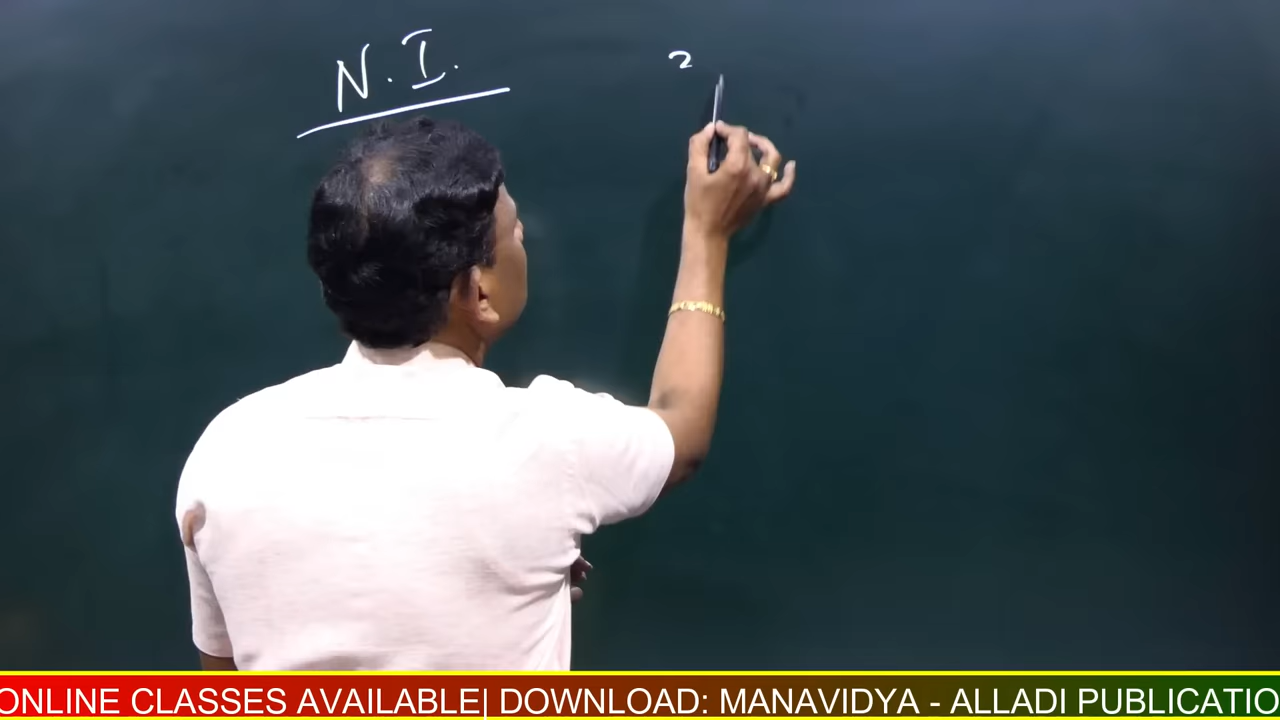 N.I.
2
ONLINE CLASSES AVAILABLE| DOWNLOAD: MANAVIDYA - ALLADI PUBLICATIO